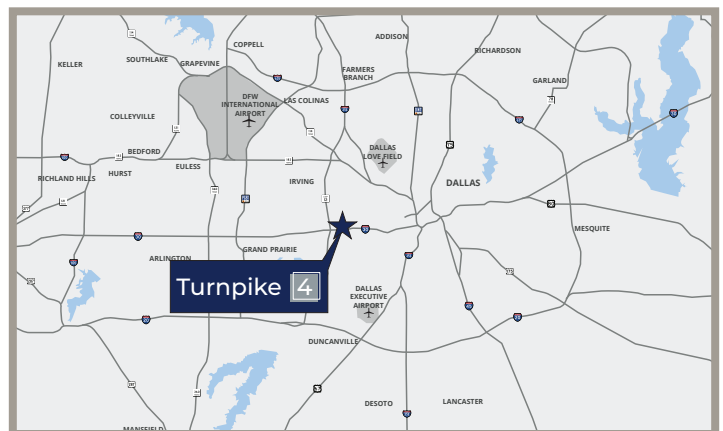 ADDISON
COPPELL
RICHARDSON
SOUTHLAKE
GRAPEVINE
KELLER
FARMERS
BRANCH
GARLAND
DFW
INTERNATIONAL
AIRPORT
LAS COLINAS
COLLEYVILLE
DALLAS
LOVE FIELD
BEDFORD
EULESS
HURST
RICHLAND HILLS
IRVING
DALLAS
MESQUITE
GRAND PRAIRIE
ARLINGTON
Turnpike 4
DALLAS
EXECUTIVE
AIRPORT
DUNCANVILLE
DESOTO
LANCASTER
MANSFIELD